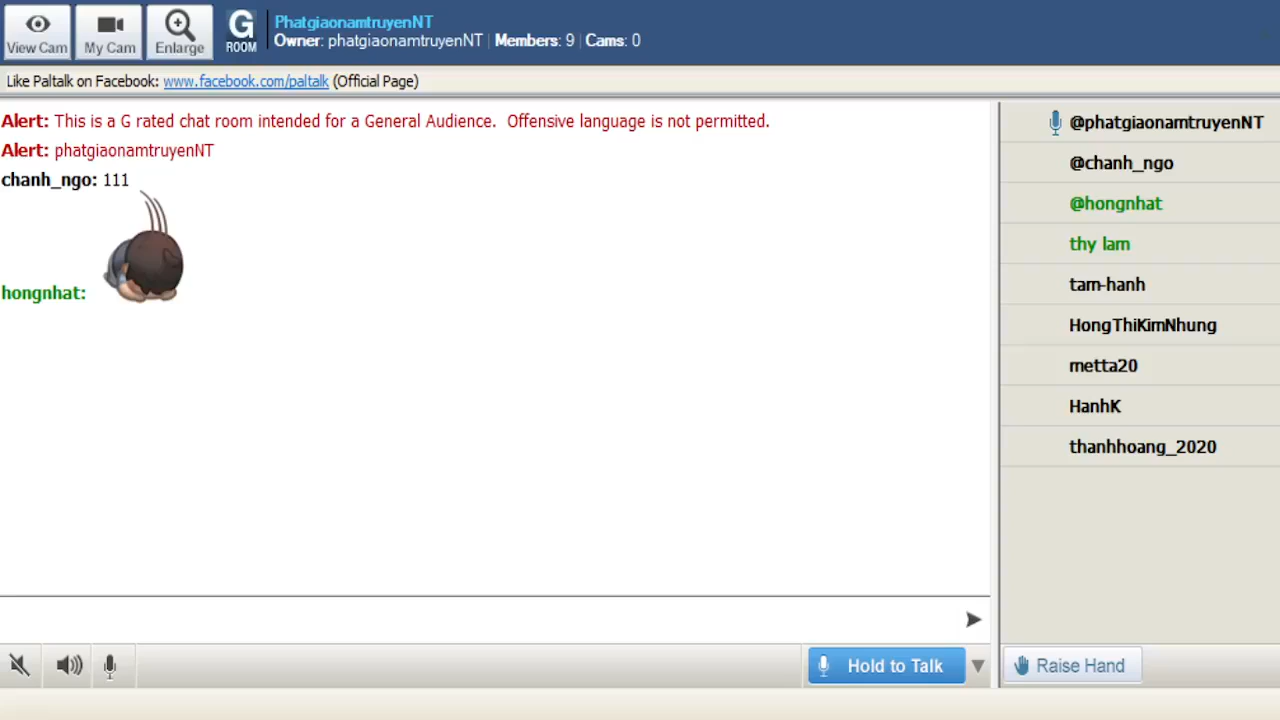 View Cam
My Cam
Enlarge
G
ROOM
PhatgiaonamtruyenNT
Owner: phatgiaonamtruyenNT | Members: 9 | Cams: 0
Like Paltalk on Facebook: www.facebook.com/paltalk (Official Page)
Alert: This is a G rated chat room intended for a General Audience.  Offensive language is not permitted.
Alert: phatgiaonamtruyenNT
chanh_ngo: 111
hongnhat:
@phatgiaonamtruyenNT
@chanh_ngo
@hongnhat
thy lam
tam-hanh
HongThiKimNhung
metta20
HanhK
thanhhoang_2020
Hold to Talk
Raise Hand